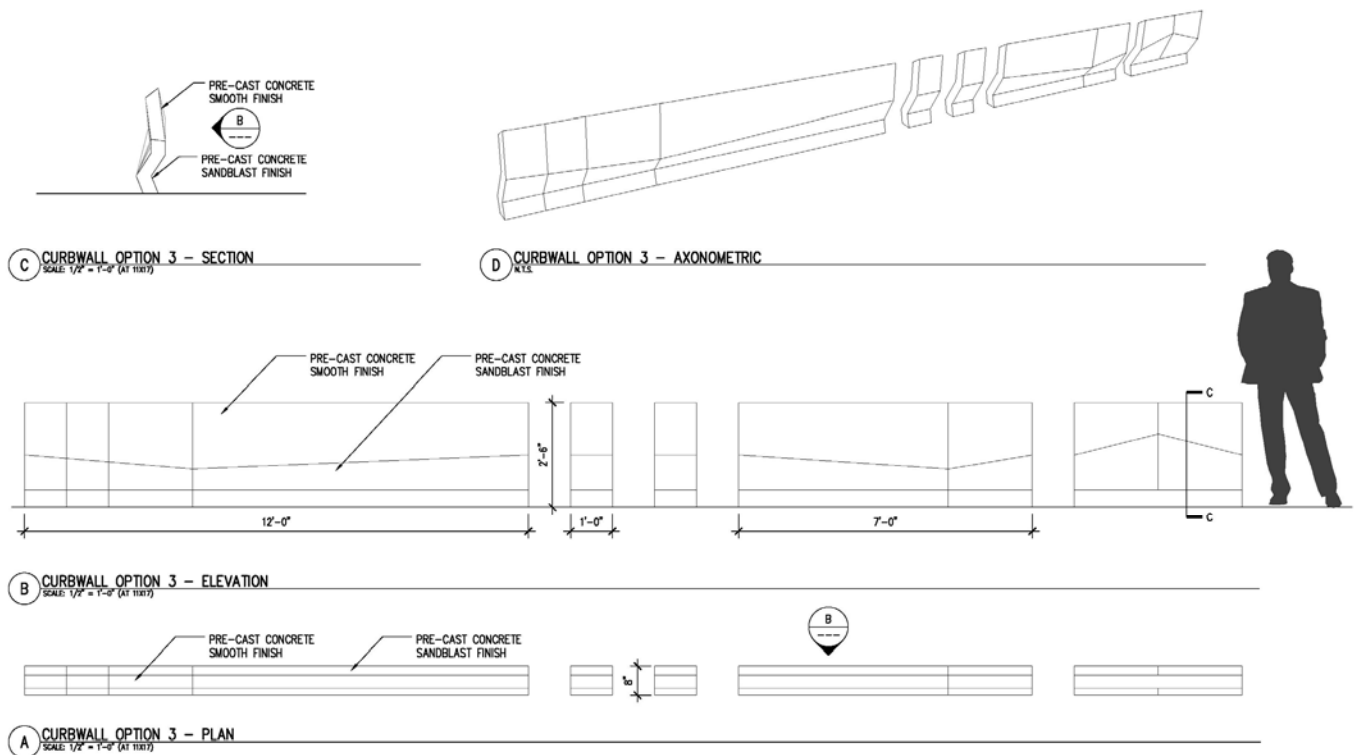 PRE-CAST CONCRETE
SMOOTH FINISH
B
---
PRE-CAST CONCRETE
SANDBLAST FINISH
C
CURBWALL OPTION 3 - SECTION
SCALE: 1/2" = 1'-0" (AT 11X17)
D
CURBWALL OPTION 3 - AXONOMETRIC
N.T.S.
PRE-CAST CONCRETE
SMOOTH FINISH
PRE-CAST CONCRETE
SANDBLAST FINISH
C
2'-6"
C
12'-0"
1'-0"
7'-0"
B
CURBWALL OPTION 3 - ELEVATION
SCALE: 1/2" = 1'-0" (AT 11X17)
PRE-CAST CONCRETE
SMOOTH FINISH
PRE-CAST CONCRETE
SANDBLAST FINISH
B
---
8"
A
CURBWALL OPTION 3 - PLAN
SCALE: 1/2" = 1'-0" (AT 11X17)